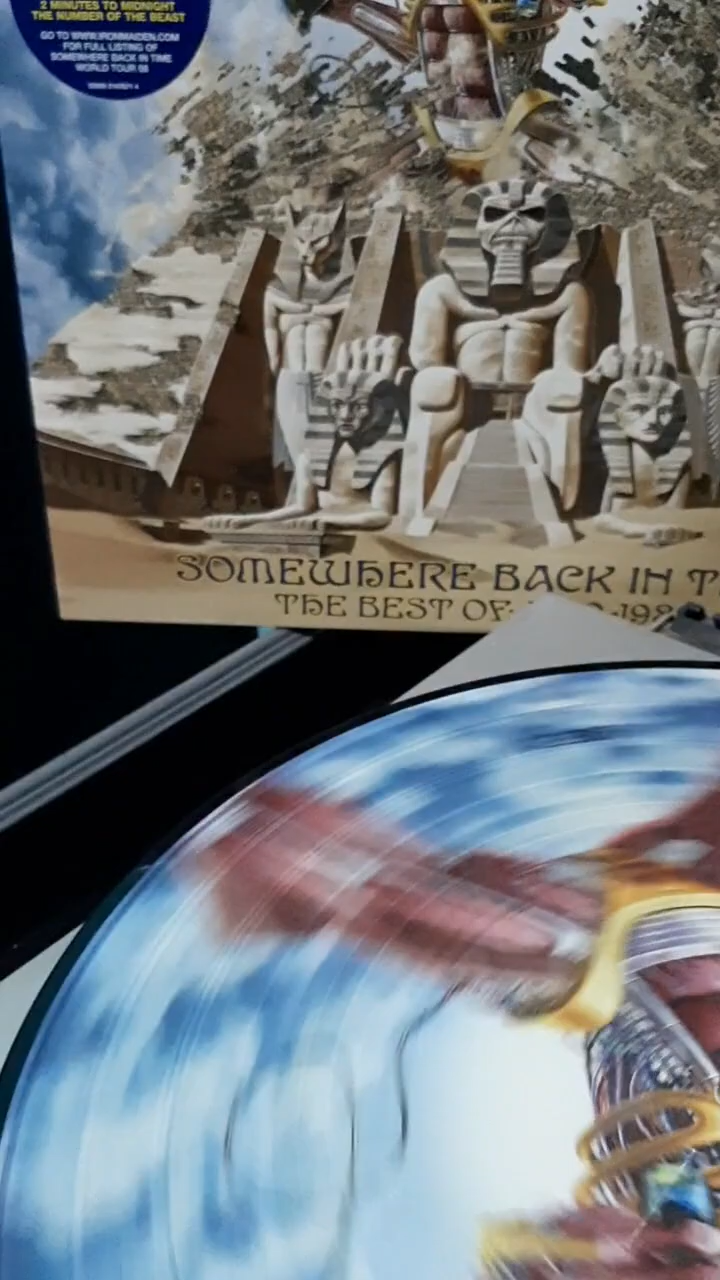 2 MINUTES TO MIDNIGHT
THE NUMBER OF THE BEAST
GO TO WWW.IRONMAIDEN.COM
FOR FULL LISTING OF
SOMEWHERE BACK IN TIME
WORLD TOUR 08
SOMEWHERE BACK IN T
THE BEST OF: -198